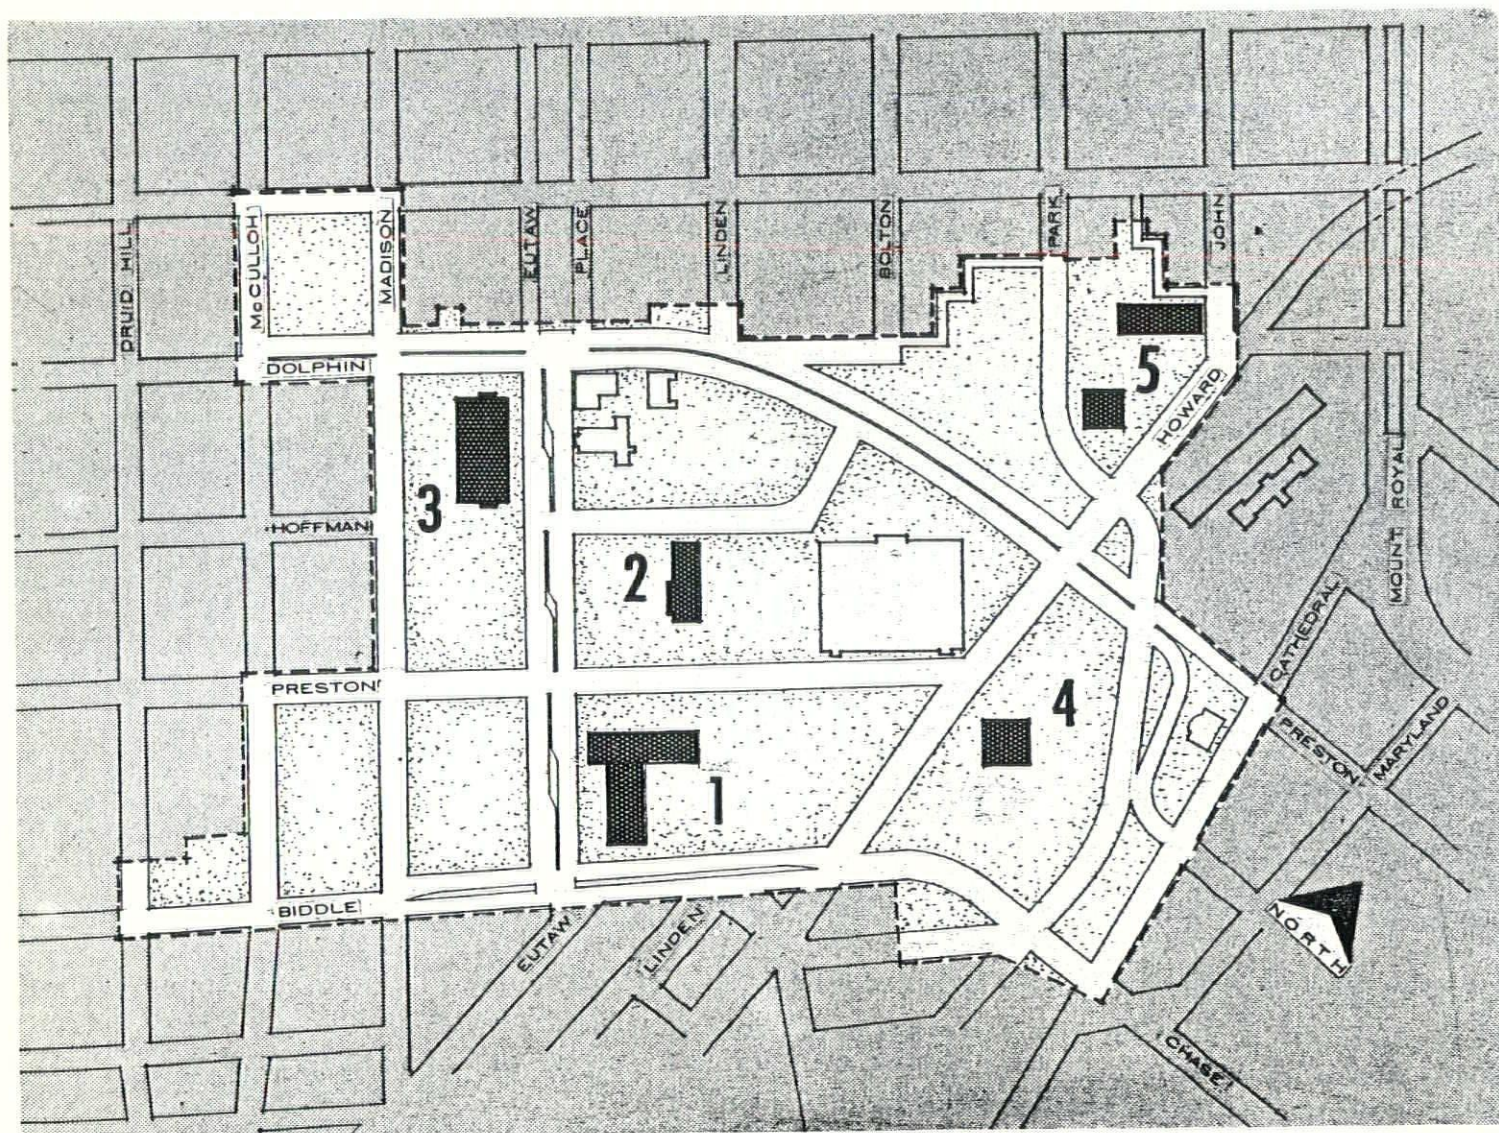 DRUID HILL
McCULOH
MADISON
EUTAW
PLACE
LINDEN
BOLTON
PARK
JOHN
DOLPHIN
5
HOWARD
3
HOFFMAN
2
MOUNT ROYAL
CATHEDRAL
PRESTON
4
PRESTON
MARYLAND
1
BIDDLE
EUTAW
LINDEN
NORTH
CHASE